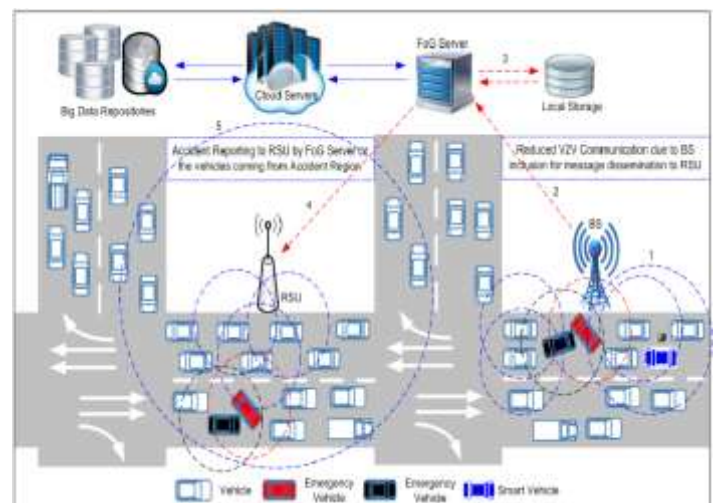 FoG Server
3
Big Data Repositories
Cloud Servers
Local Storage
5
Accident Reporting to RSU by FoG Server for
the vehicles coming from Accident Region
Reduced V2V Communication due to BS
inclusion for message dissemination to RSU
4
2
BS
1
RSU
Vehicle
Emergency
Vehicle
Emergency
Vehicle
Smart Vehicle